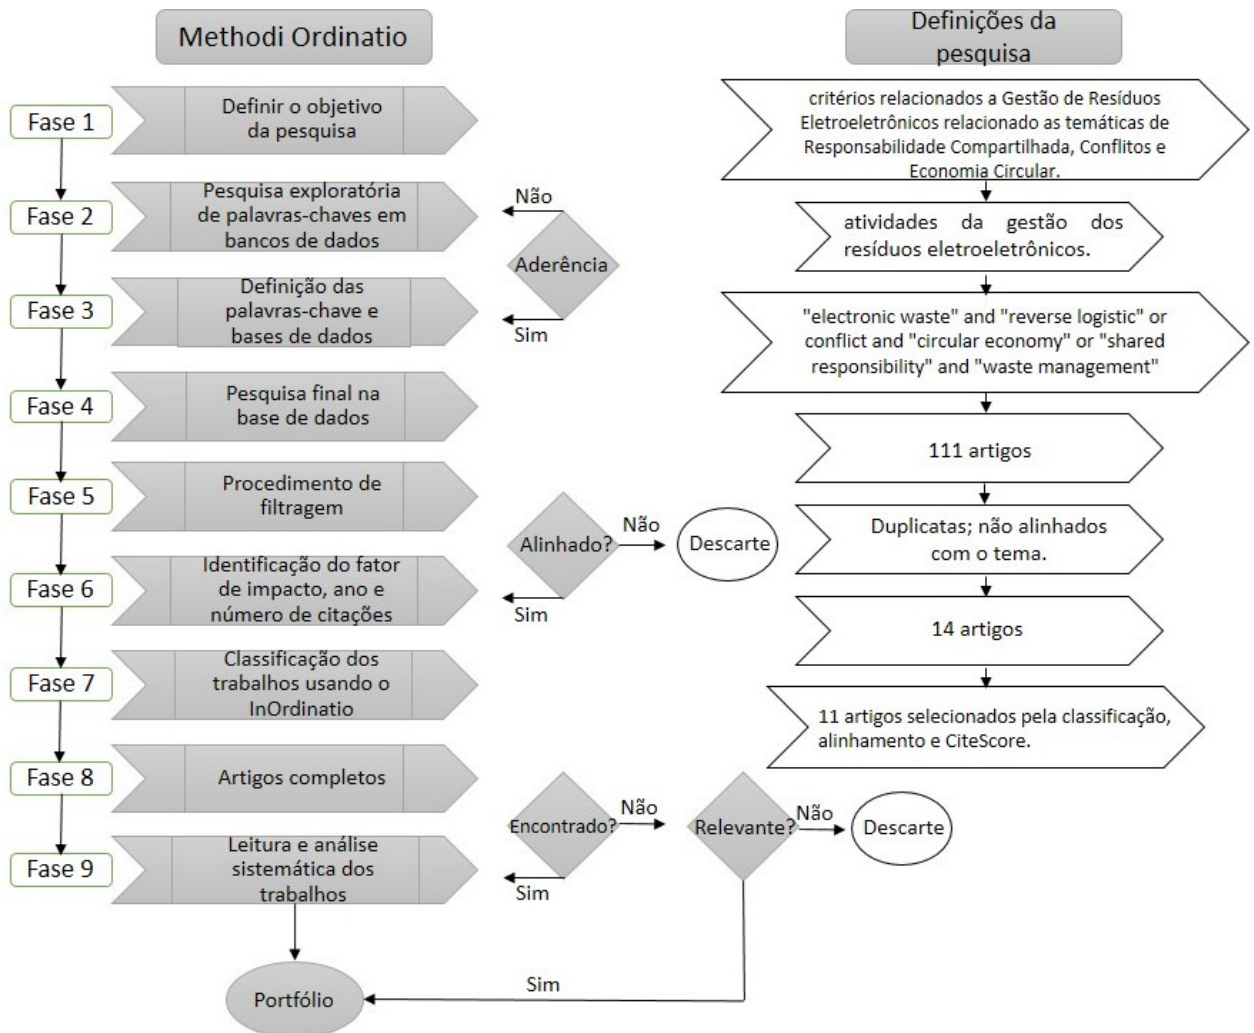 Methodi Ordinatio
Fase 1
Definir o objetivo
da pesquisa
Fase 2
Pesquisa exploratória
de palavras-chaves em
bancos de dados
Não
Aderência
Sim
Fase 3
Definição das
palavras-chave e
bases de dados
Fase 4
Pesquisa final na
base de dados
Fase 5
Procedimento de
filtragem
Alinhado?
Não
Descarte
Sim
Fase 6
Identificação do fator
de impacto, ano e
número de citações
Fase 7
Classificação dos
trabalhos usando o
InOrdinatio
Fase 8
Artigos completos
Encontrado?
Não
Relevante?
Não
Descarte
Sim
Fase 9
Leitura e análise
sistemática dos
trabalhos
Sim
Portfólio
Definições da
pesquisa
critérios relacionados a Gestão de Resíduos
Eletroeletrônicos relacionado as temáticas de
Responsabilidade Compartilhada, Conflitos e
Economia Circular.
atividades da gestão dos
resíduos eletroeletrônicos.
"electronic waste" and "reverse logistic" or
conflict and "circular economy" or "shared
responsibility" and "waste management"
111 artigos
Duplicatas; não alinhados
com o tema.
14 artigos
11 artigos selecionados pela classificação,
alinhamento e CiteScore.